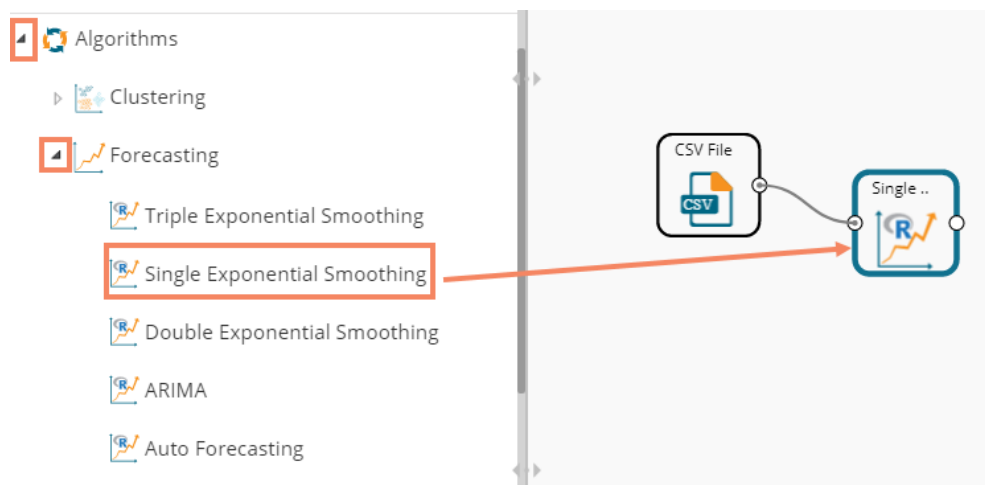 Algorithms
Clustering
Forecasting
R Triple Exponential Smoothing
R Single Exponential Smoothing
R Double Exponential Smoothing
R ARIMA
R Auto Forecasting
CSV File
CSV
Single ..
R